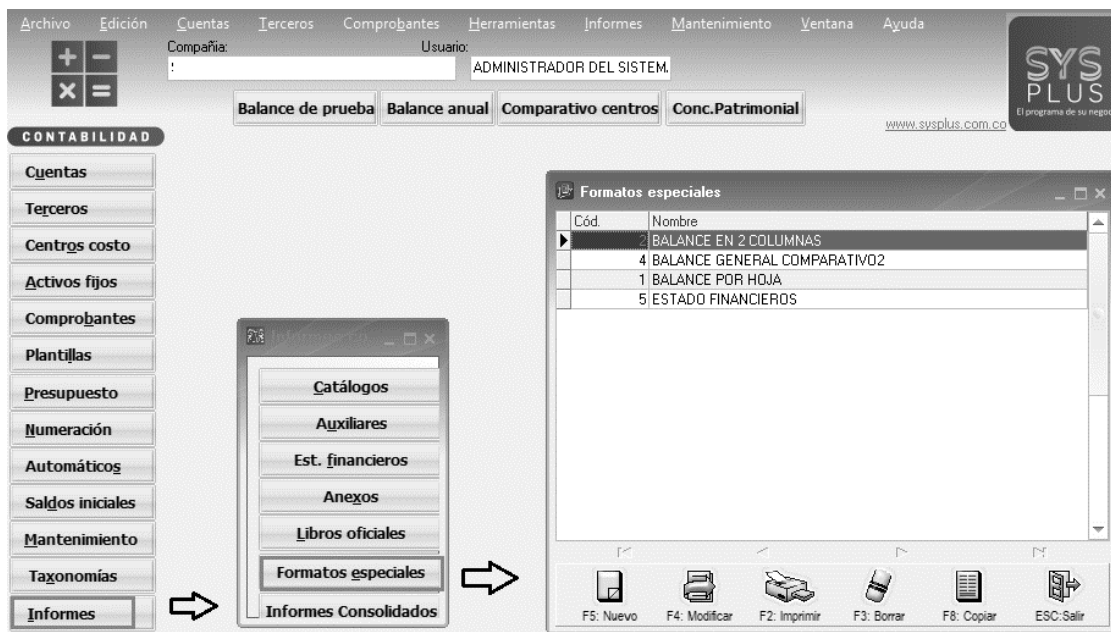 Archivo Edición Cuentas Terceros Comprobantes Herramientas Informes Mantenimiento Ventana Ayuda
Compañia: Usuario:
ADMINISTRADOR DEL SISTEM.
Balance de prueba Balance anual Comparativo centros Conc.Patrimonial
www.sysplus.com.co
SYS
PLUS
El programa de su negoc
CONTABILIDAD
Cuentas
Terceros
Centros costo
Activos fijos
Comprobantes
Plantillas
Presupuesto
Numeración
Automáticos
Saldos iniciales
Mantenimiento
Taxonomías
Informes
Catálogos
Auxiliares
Est. financieros
Anexos
Libros oficiales
Formatos especiales
Informes Consolidados
Formatos especiales
Cód. Nombre
2 BALANCE EN 2 COLUMNAS
4 BALANCE GENERAL COMPARATIVO2
1 BALANCE POR HOJA
5 ESTADO FINANCIEROS
F5: Nuevo F4: Modificar F2: Imprimir F3: Borrar F8: Copiar ESC:Salir